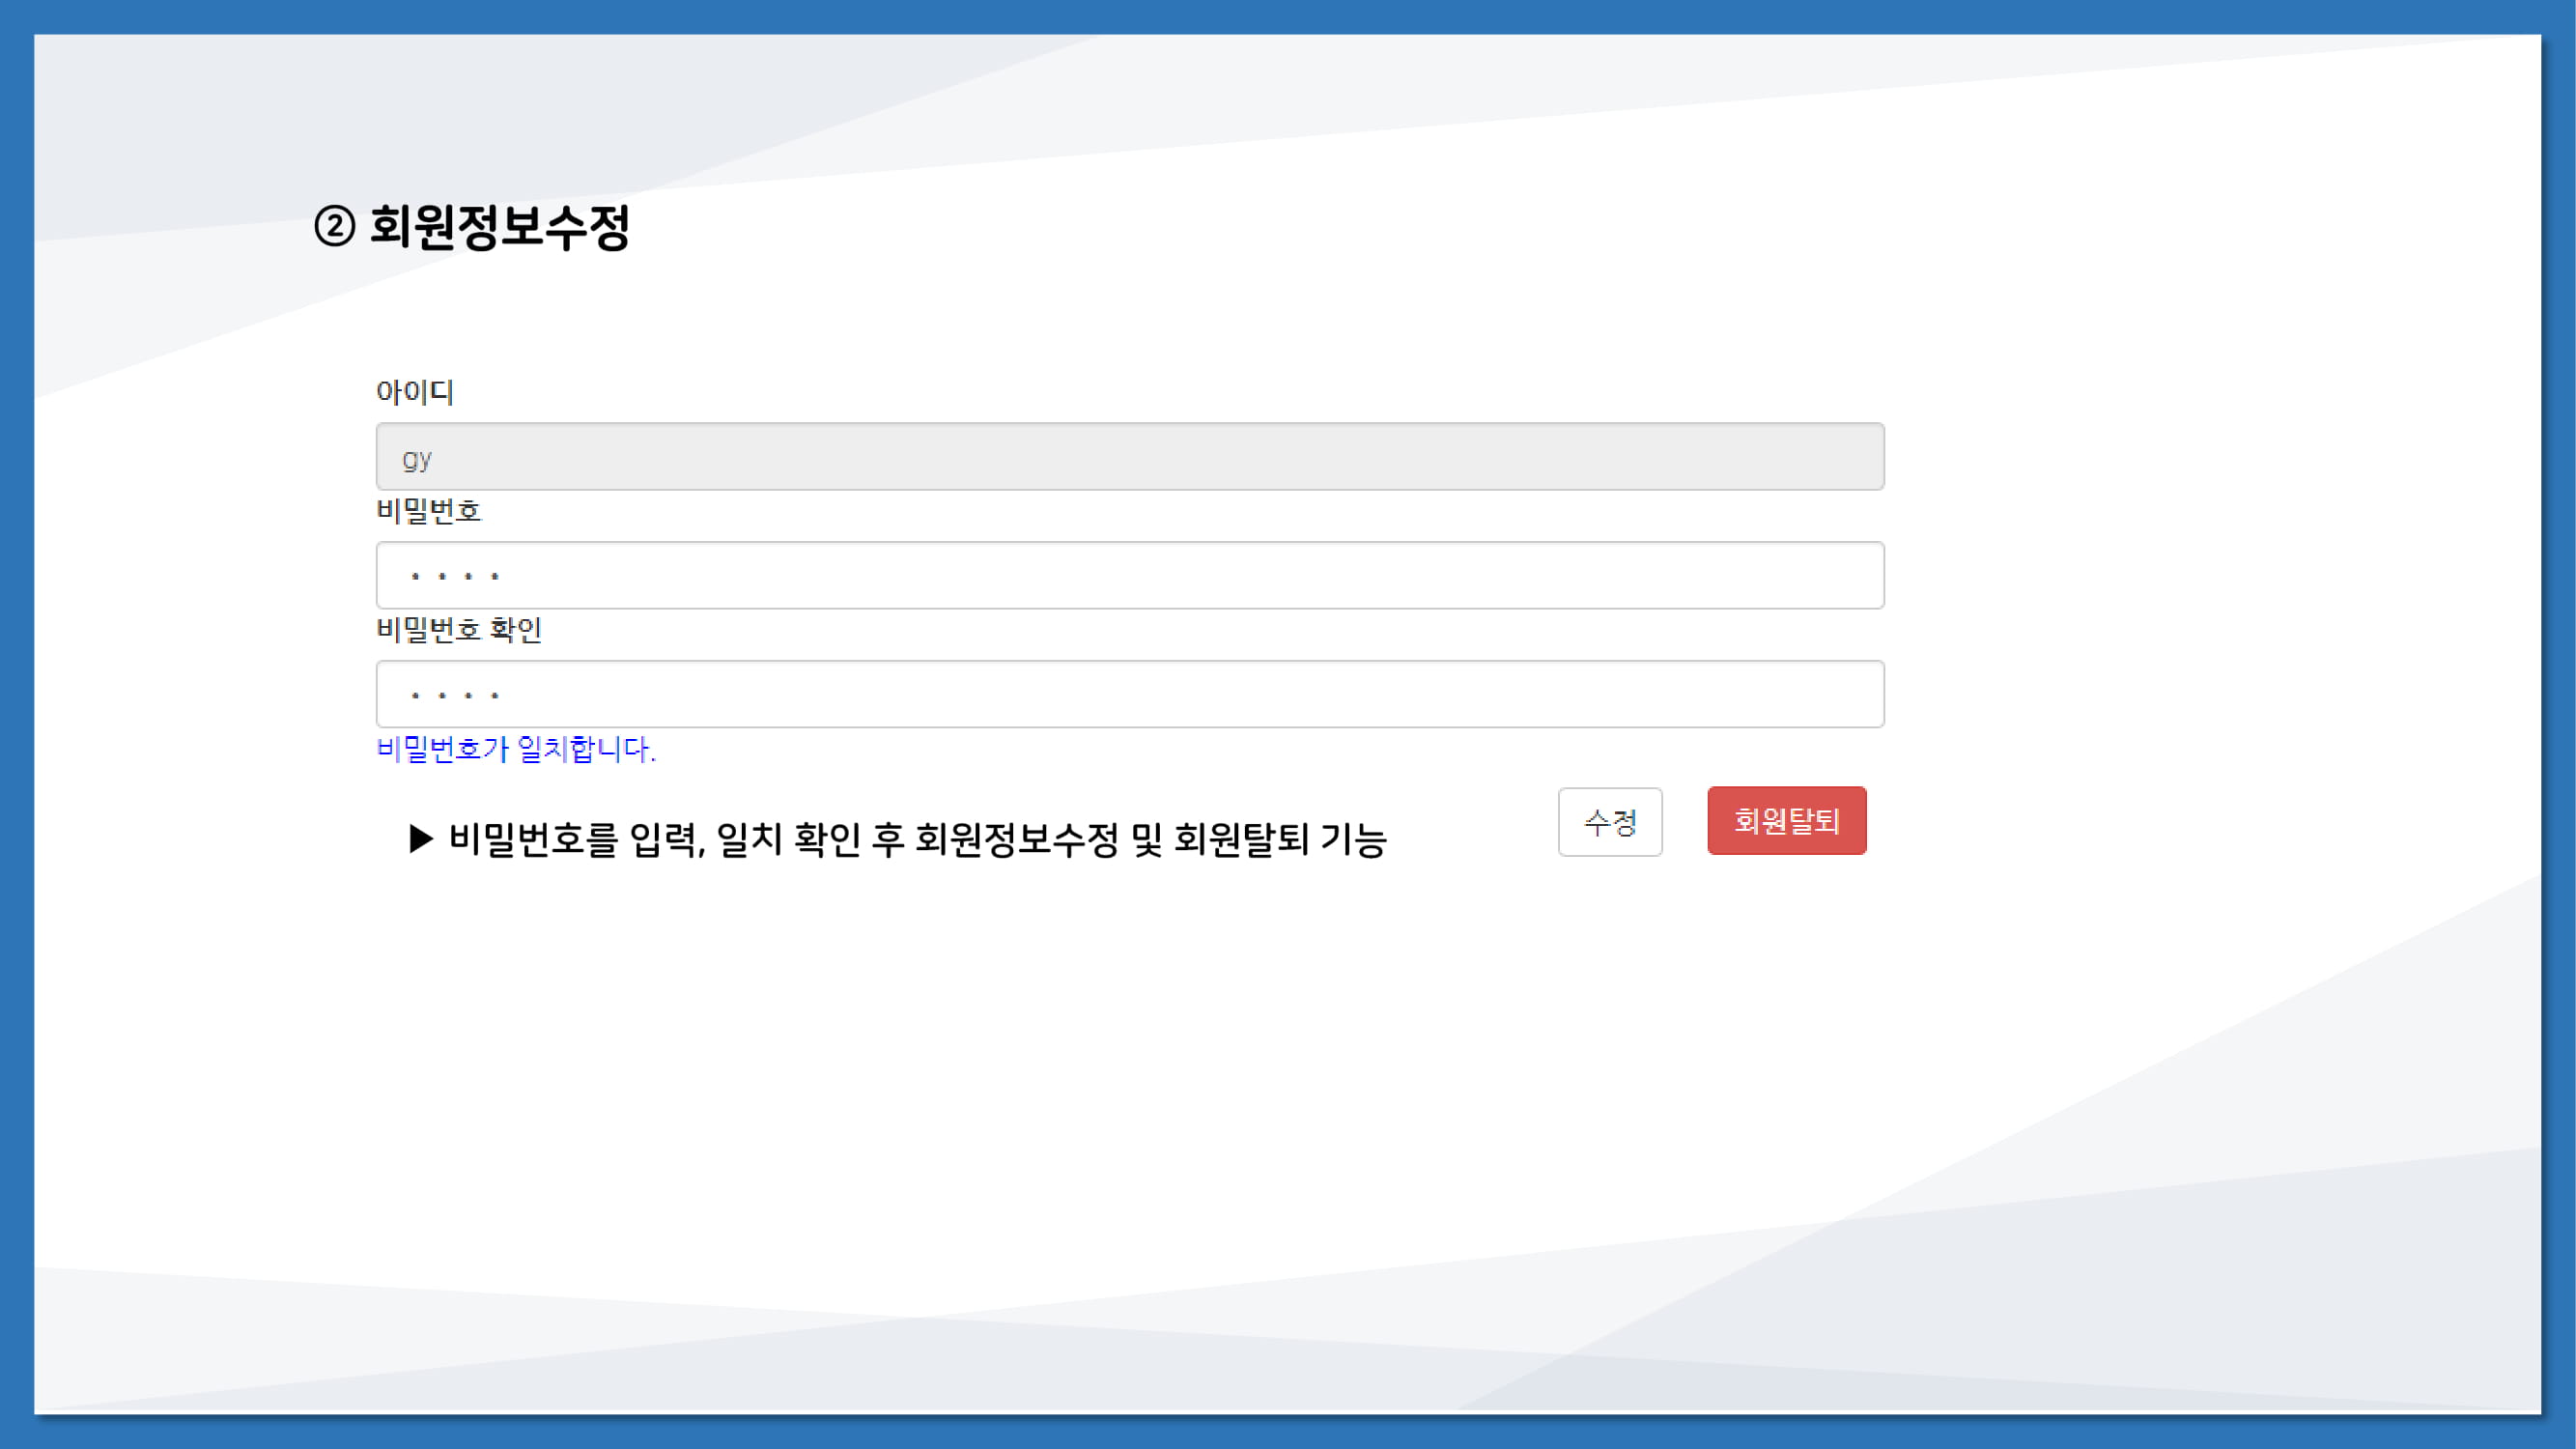 ② 회원정보수정
아이디
gy
비밀번호
* * * *
비밀번호 확인
* * * *
비밀번호가 일치합니다.
▶ 비밀번호를 입력, 일치 확인 후 회원정보수정 및 회원탈퇴 기능
수정
회원탈퇴